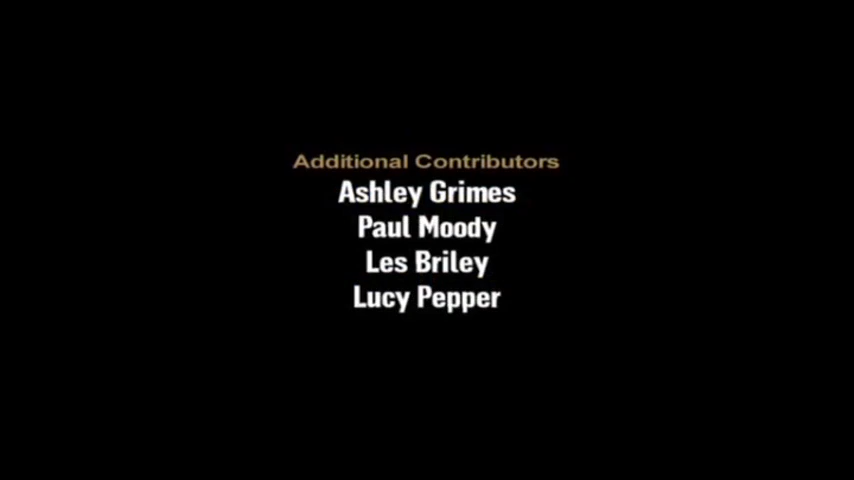 Additional Contributors
Ashley Grimes
Paul Moody
Les Briley
Lucy Pepper